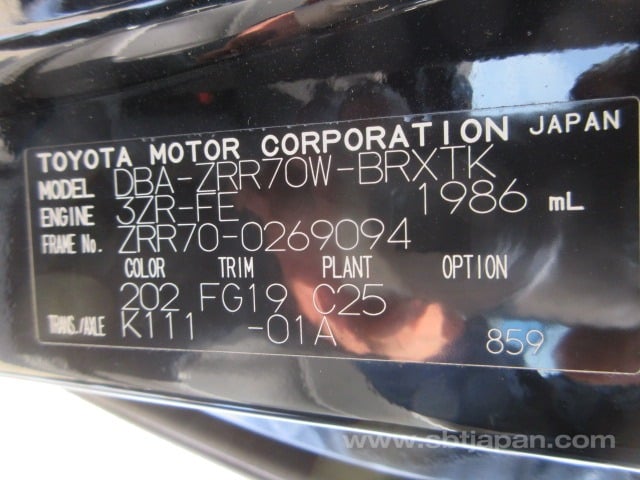 TOYOTA MOTOR CORPORATION JAPAN
MODEL DBA-ZRR70W-BRXTK
ENGINE 3ZR-FE 1986 mL
FRAME No. ZRR70-0269094
COLOR TRIM PLANT OPTION
202 FG19 C25
TRANS./AXLE K111 -01A 859
www.sbtjapan.com